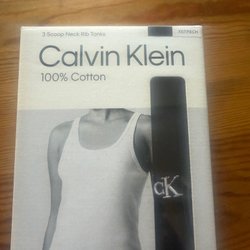 3 Scoop Neck Rib Tanks
Calvin Klein
100% Cotton
cK